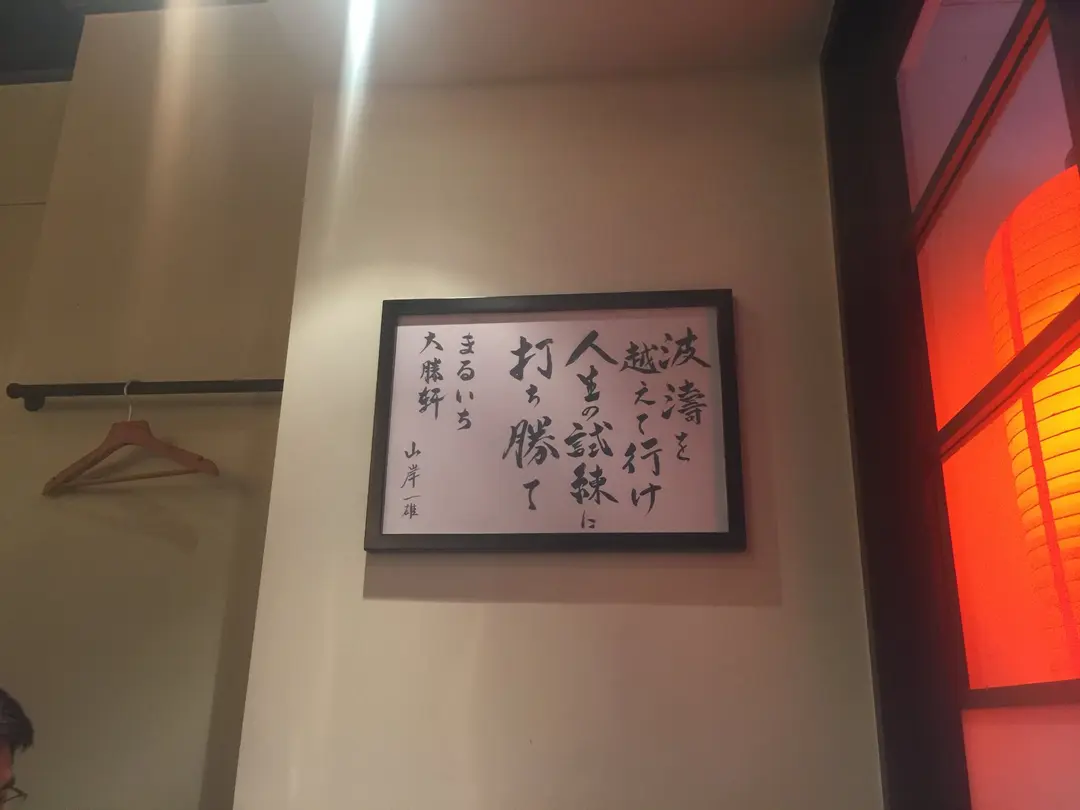 波濤を
越えて行け
人生の試練に
打ち勝て
まるいち
大勝軒
山岸一雄